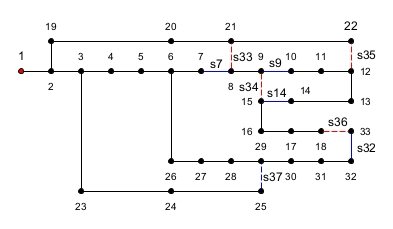 19 20 21 22
1 3 4 5 6 7 s7 s33 9 s9 10 11 s35
2 8 12
s34 s14 14
15 13
16 s36 33
29 17 18 s32
26 27 28 s37 30 31 32
23 24 25